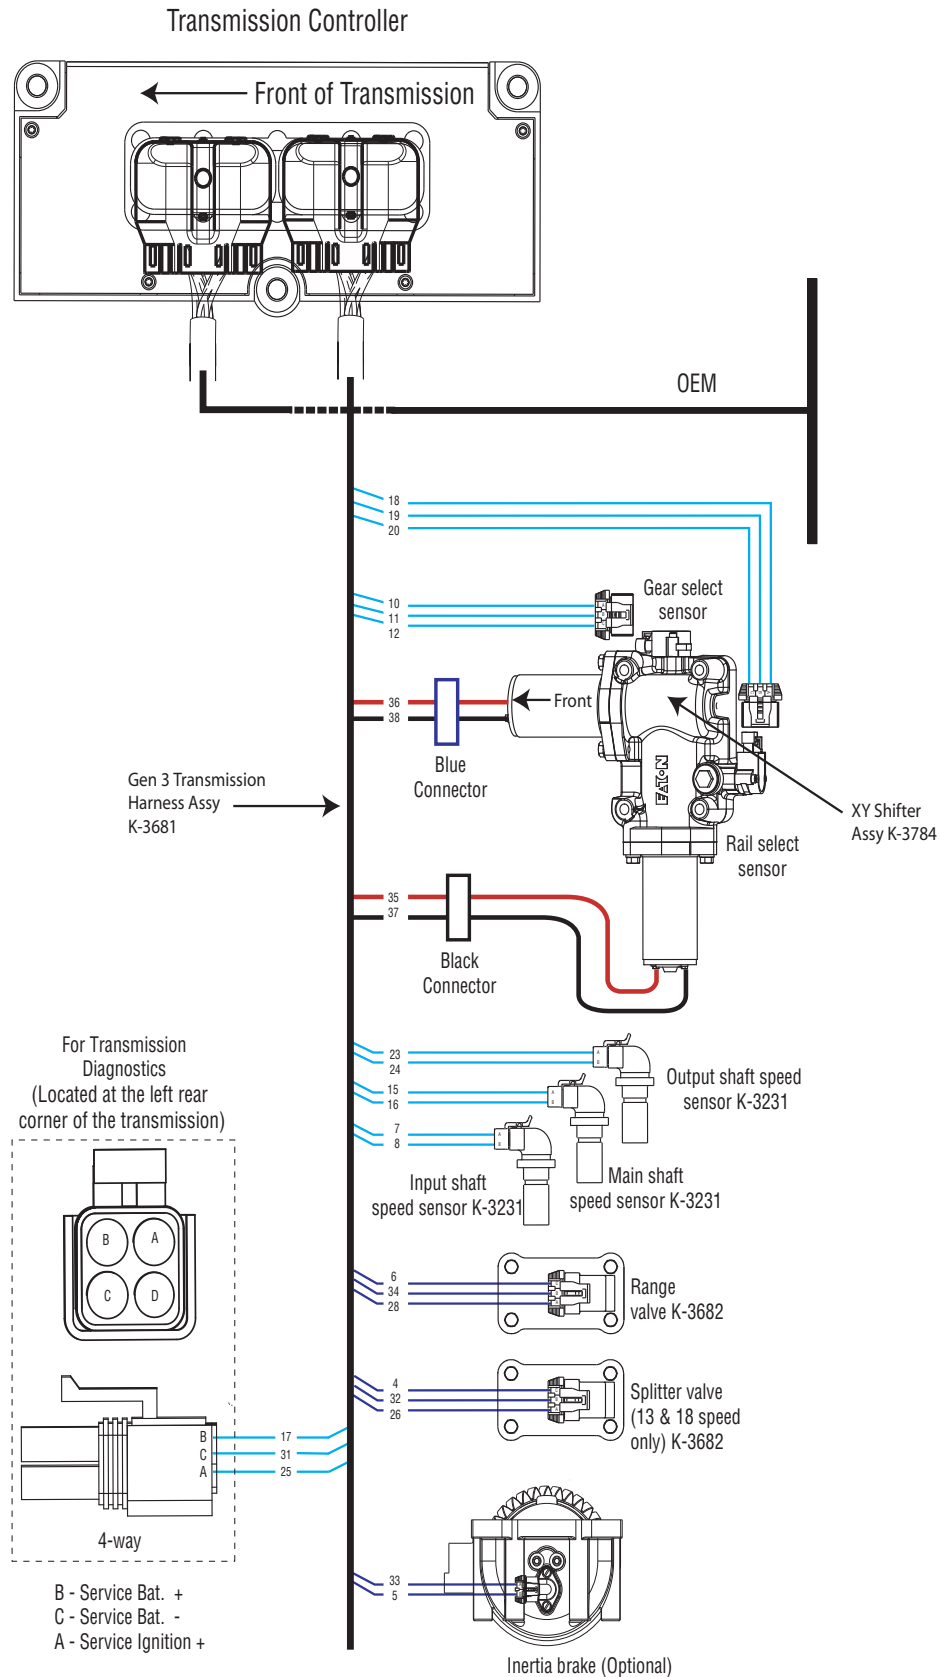 Transmission Controller
Front of Transmission
OEM
18
19
20
Gear select
sensor
10
11
12
36
38
Front
Blue
Connector
EATON
Gen 3 Transmission
Harness Assy
K-3681
XY Shifter
Assy K-3784
Rail select
sensor
35
37
Black
Connector
For Transmission
Diagnostics
(Located at the left rear
corner of the transmission)
23
24
A
B
Output shaft speed
sensor K-3231
15
16
A
B
7
8
A
B
Main shaft
speed sensor K-3231
Input shaft
speed sensor K-3231
B
A
C
D
6
34
28
Range
valve K-3682
4
32
26
Splitter valve
(13 & 18 speed
only) K-3682
B
17
C
31
A
25
4-way
33
5
B - Service Bat. +
C - Service Bat. -
A - Service Ignition +
Inertia brake (Optional)